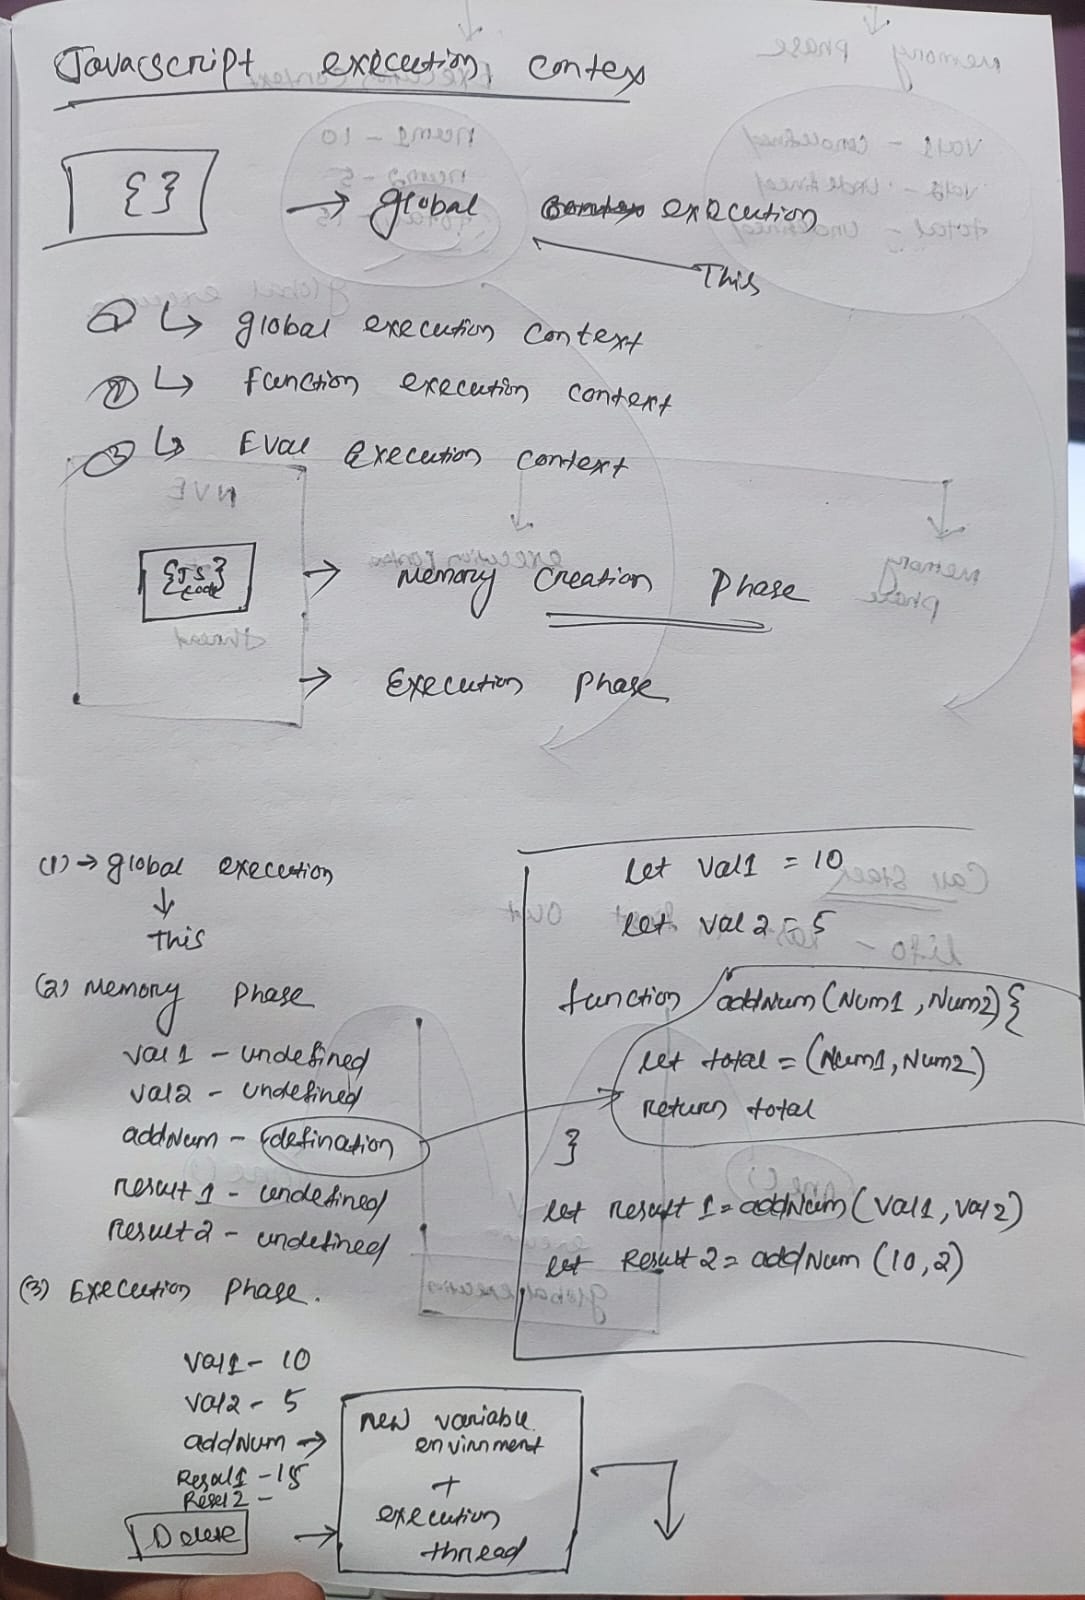 Javascript execution contex
{ } → global execution
This
1 ↳ global execution context
2 ↳ function execution context
3 ↳ Eval execution context
{JS code} → Memory Creation Phase
→ Execution Phase
(1) → global execution
↓
This
(2) Memory Phase
val1 - undefined
val2 - undefined
addNum - defination
result1 - undefined
result2 - undefined
(3) Execution Phase.
val1 - 10
val2 - 5
addNum →
Resul1 - 15
Resul2 -
Delete →
new variable
envirnment
+
execution
thread
let val1 = 10
let val2 = 5
function addNum (Num1, Num2) {
let total = (Num1, Num2)
return total
}
let result1 = addNum (val1, val2)
let Result2 = addNum (10, 2)